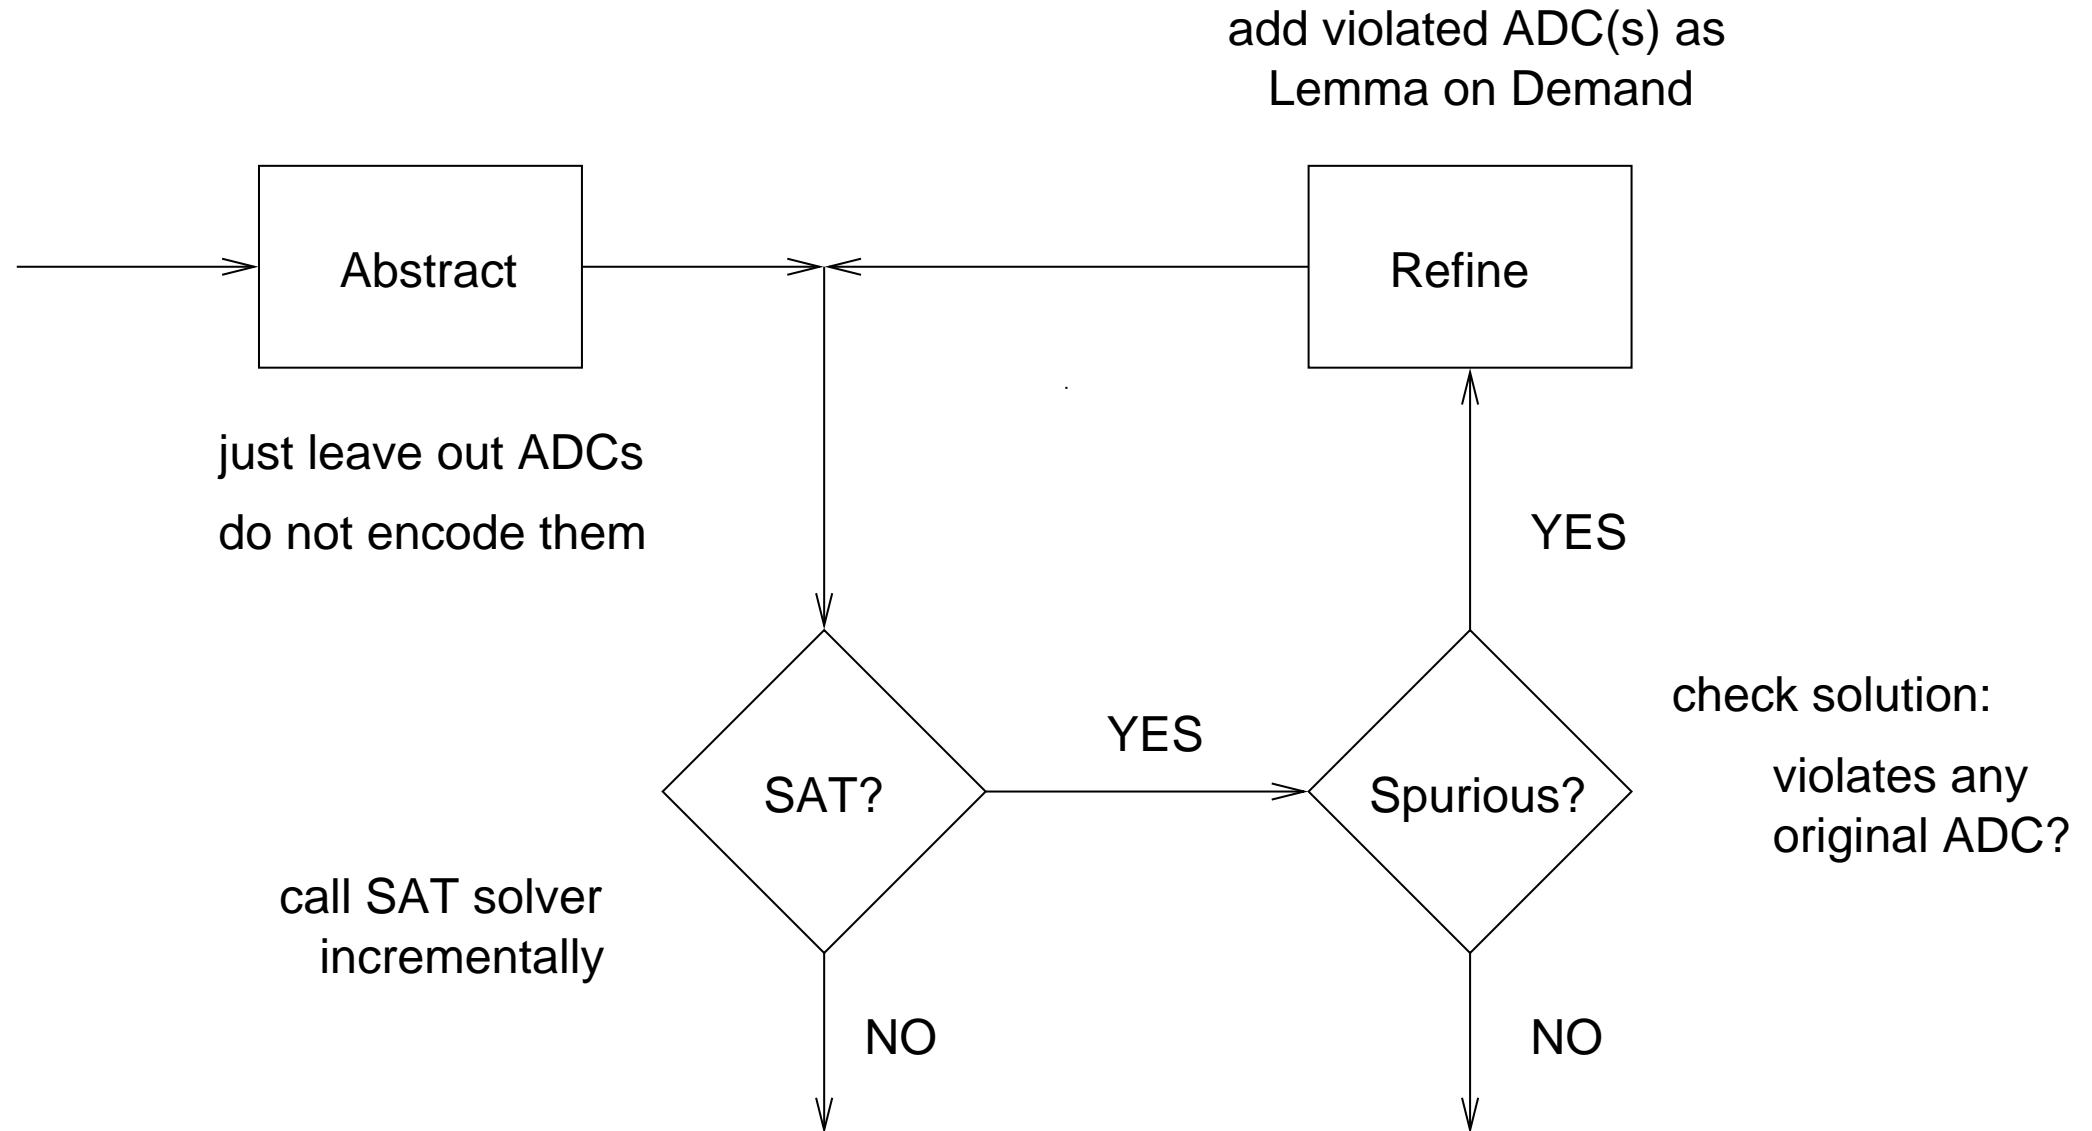 add violated ADC(s) as
Lemma on Demand
Abstract
Refine
just leave out ADCs
do not encode them
YES
check solution:
YES
violates any
original ADC?
SAT?
Spurious?
call SAT solver
incrementally
NO
NO